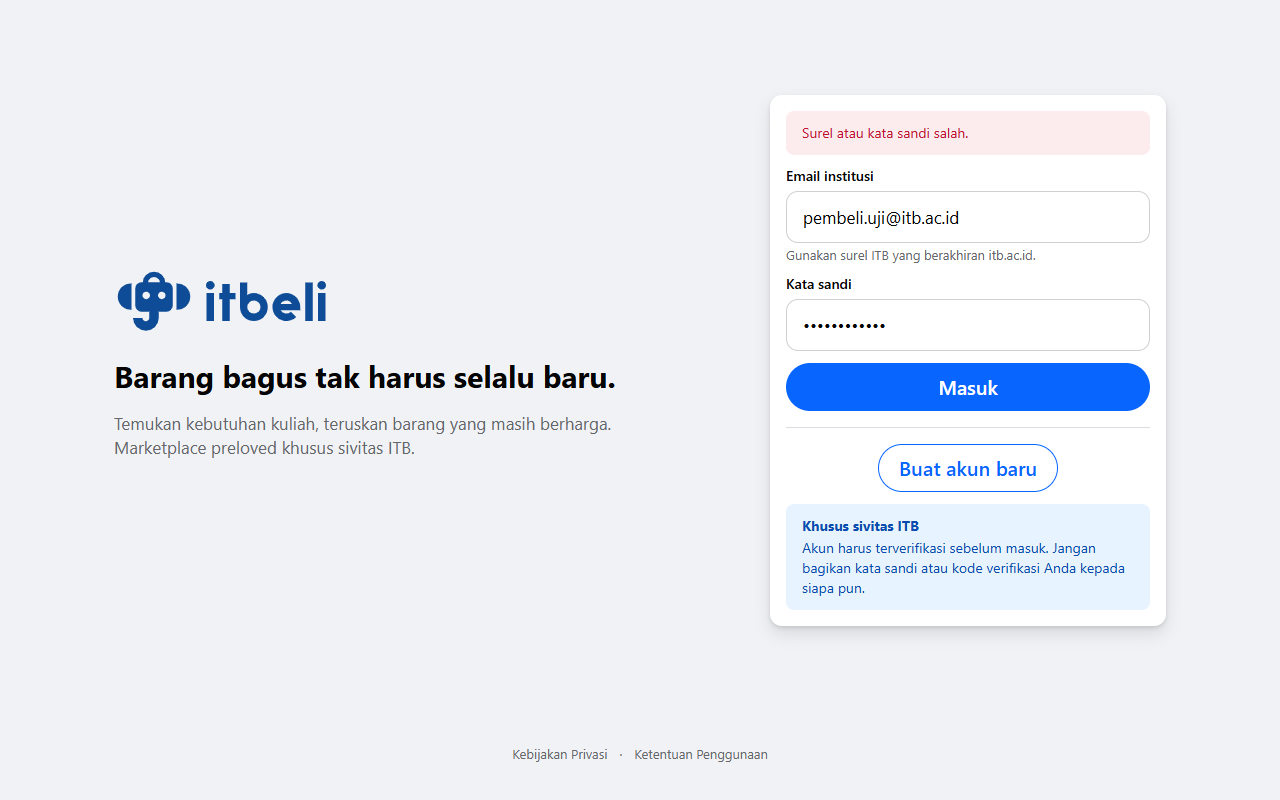 itbeli
Barang bagus tak harus selalu baru.
Temukan kebutuhan kuliah, teruskan barang yang masih berharga.
Marketplace preloved khusus sivitas ITB.
Surel atau kata sandi salah.
Email institusi
pembeli.uji@itb.ac.id
Gunakan surel ITB yang berakhiran itb.ac.id.
Kata sandi
••••••••••••
Masuk
Buat akun baru
Khusus sivitas ITB
Akun harus terverifikasi sebelum masuk. Jangan
bagikan kata sandi atau kode verifikasi Anda kepada
siapa pun.
Kebijakan Privasi · Ketentuan Penggunaan